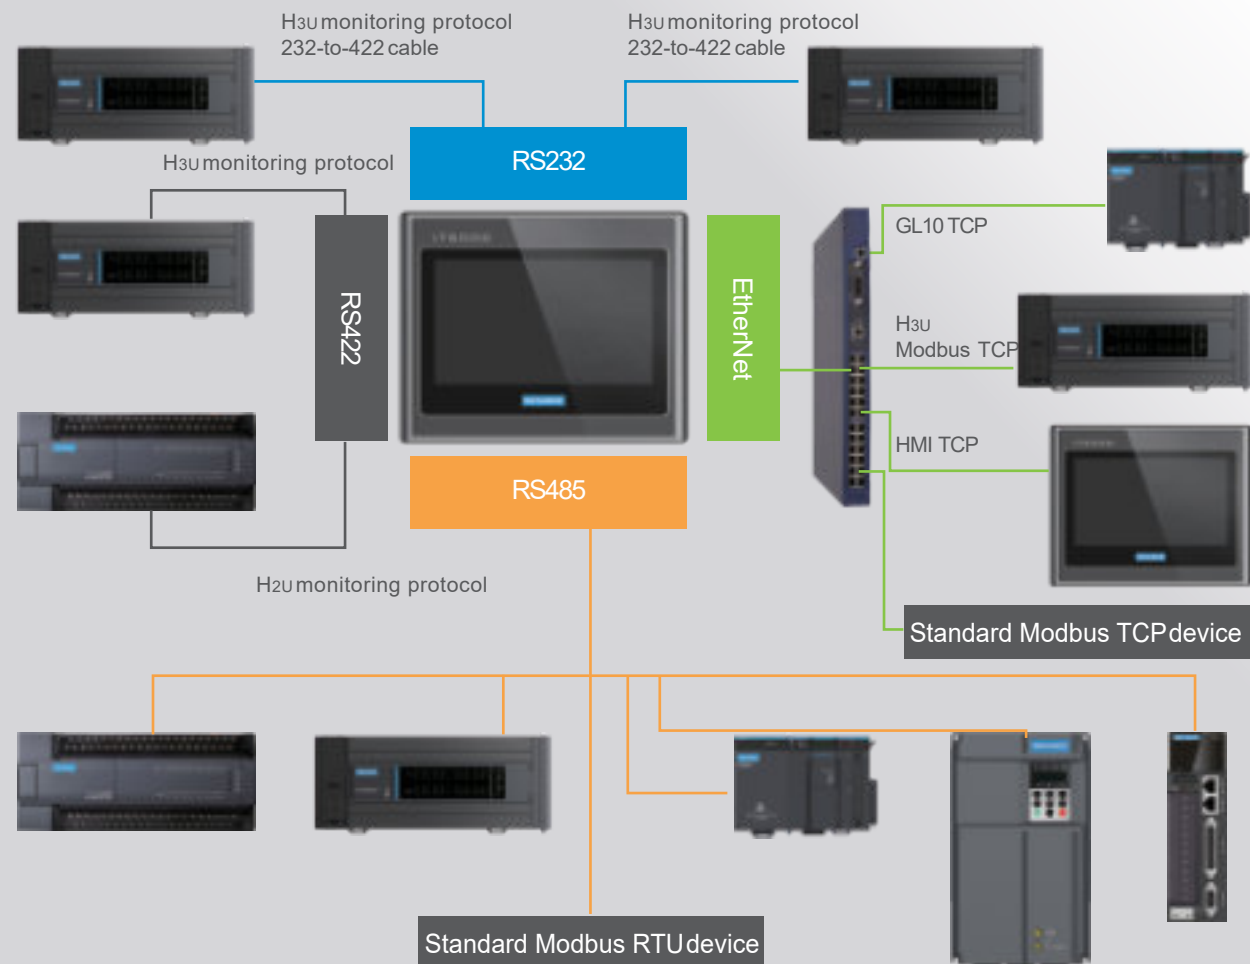 H3U monitoring protocol
232-to-422 cable
H3U monitoring protocol
232-to-422 cable
RS232
H3U monitoring protocol
RS422
EtherNet
GL10 TCP
H3U
Modbus TCP
HMI TCP
RS485
H2U monitoring protocol
Standard Modbus TCP device
Standard Modbus RTU device